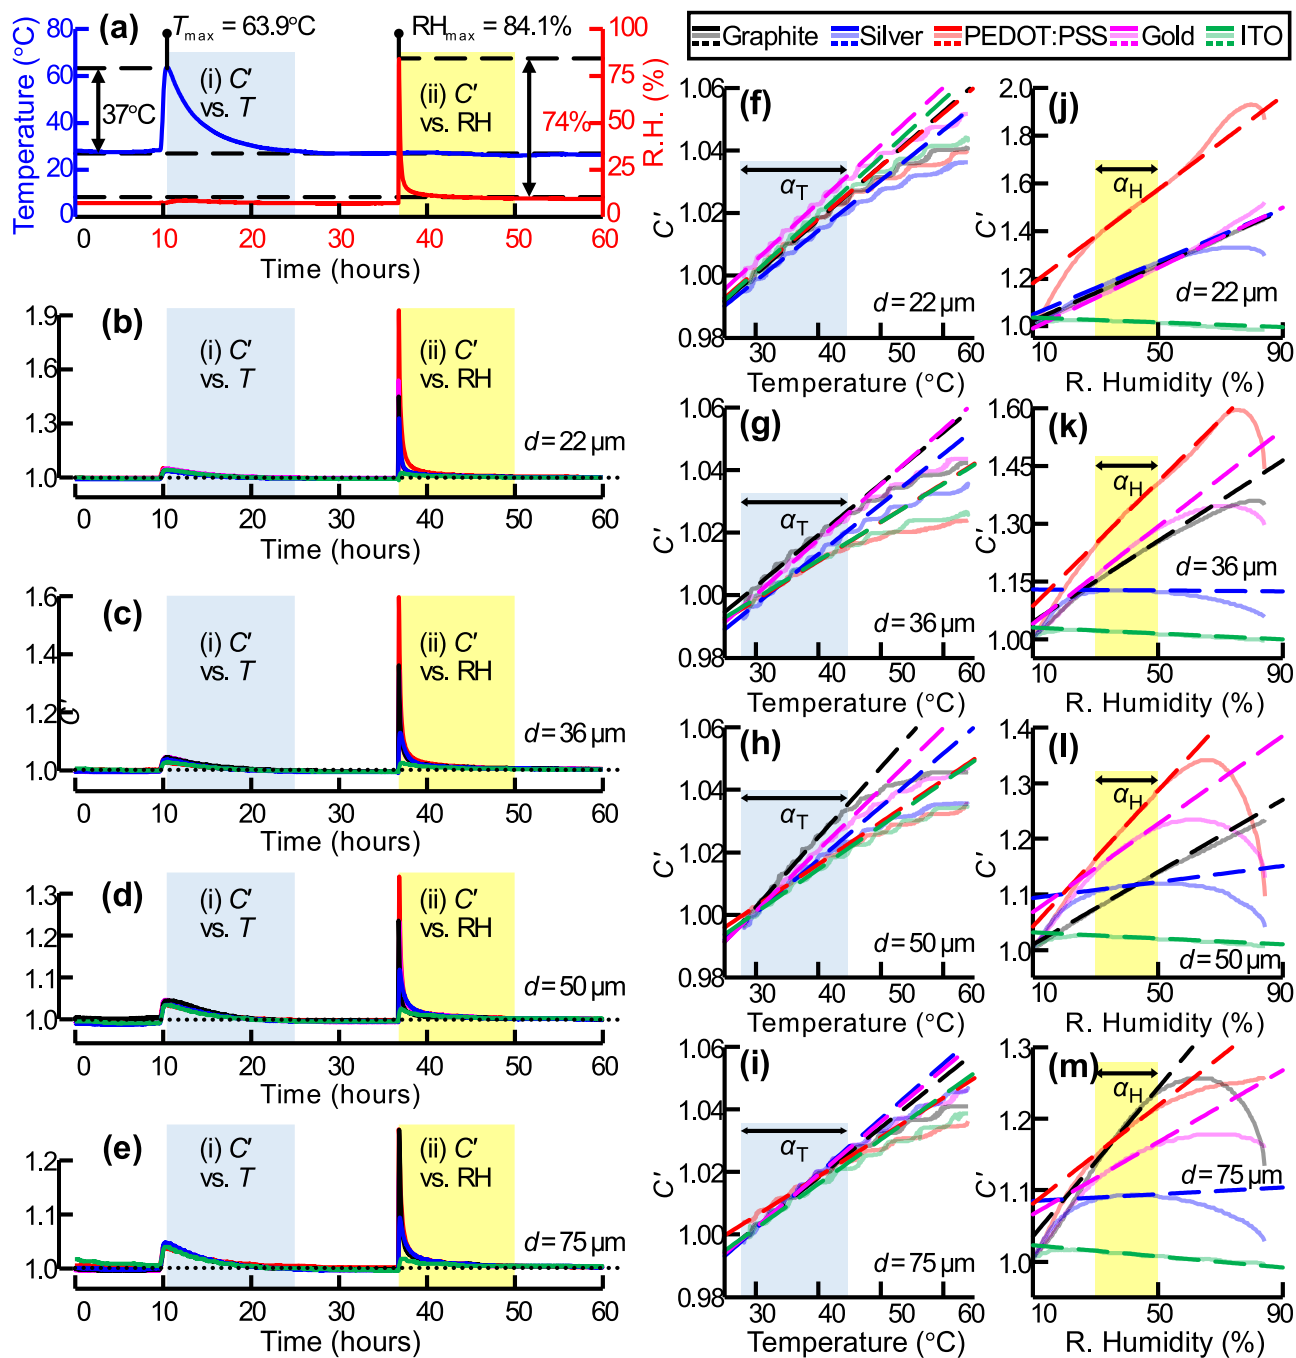 (a)
T max = 63.9°C
RH max = 84.1%
Temperature (°C)
80
60
40
20
0
37°C
(i) C′
vs. T
(ii) C′
vs. RH
74%
100
75
50
25
0
R.H. (%)
0 10 20 30 40 50 60
Time (hours)
(b)
1.9
1.6
1.3
1.0
(i) C′
vs. T
(ii) C′
vs. RH
d = 22 µm
0 10 20 30 40 50 60
Time (hours)
(c)
1.6
1.4
1.2
1.0
C′
(i) C′
vs. T
(ii) C′
vs. RH
d = 36 µm
0 10 20 30 40 50 60
Time (hours)
(d)
1.3
1.2
1.1
1.0
(i) C′
vs. T
(ii) C′
vs. RH
d = 50 µm
0 10 20 30 40 50 60
Time (hours)
(e)
1.2
1.1
1.0
(i) C′
vs. T
(ii) C′
vs. RH
d = 75 µm
0 10 20 30 40 50 60
Time (hours)
Graphite Silver PEDOT:PSS Gold ITO
(f)
1.06
1.04
1.02
1.00
0.98
C′
αT
d = 22 µm
30 40 50 60
Temperature (°C)
(j)
2.0
1.8
1.6
1.4
1.2
1.0
C′
αH
d = 22 µm
10 50 90
R. Humidity (%)
(g)
1.06
1.04
1.02
1.00
0.98
C′
αT
d = 36 µm
30 40 50 60
Temperature (°C)
(k)
1.60
1.45
1.30
1.15
1.00
C′
αH
d = 36 µm
10 50 90
R. Humidity (%)
(h)
1.06
1.04
1.02
1.00
0.98
C′
αT
d = 50 µm
30 40 50 60
Temperature (°C)
(l)
1.4
1.3
1.2
1.1
1.0
C′
αH
d = 50 µm
10 50 90
R. Humidity (%)
(i)
1.06
1.04
1.02
1.00
0.98
C′
αT
d = 75 µm
30 40 50 60
Temperature (°C)
(m)
1.3
1.2
1.1
1.0
C′
αH
d = 75 µm
10 50 90
R. Humidity (%)